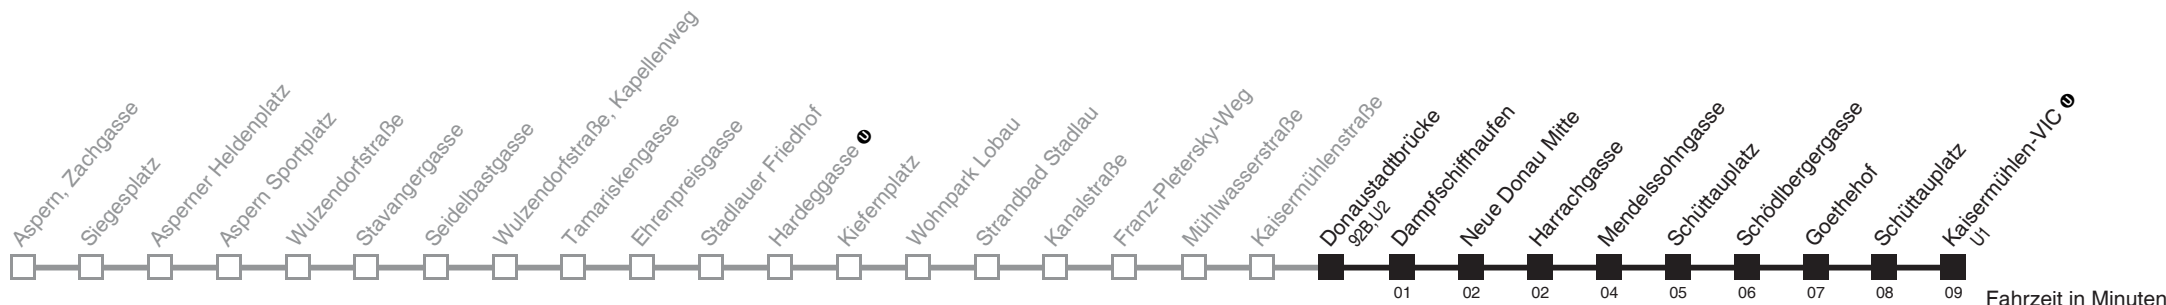 Aspern, Zachgasse
Siegesplatz
Asperner Heldenplatz
Aspern Sportplatz
Wulzendorfstraße
Stavangergasse
Seidelbastgasse
Wulzendorfstraße, Kapellenweg
Tamariskengasse
Ehrenpreisgasse
Stadlauer Friedhof
Hardeggasse U
Kiefernplatz
Wohnpark Lobau
Strandbad Stadlau
Kanalstraße
Franz-Pletersky-Weg
Mühlwasserstraße
Kaisermühlenstraße
Donaustadtbrücke
92B, U2
Dampfschiffhaufen
Neue Donau Mitte
Harrachgasse
Mendelssohngasse
Schüttauplatz
Schödlbergergasse
Goethehof
Schüttauplatz
Kaisermühlen-VIC U
U1
01 02 02 04 05 06 07 08 09 Fahrzeit in Minuten